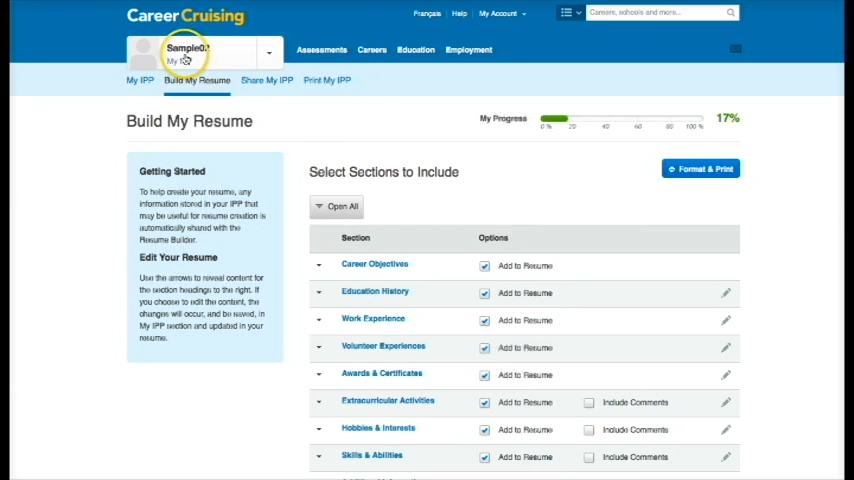 Career Cruising
Français Help My Account
Careers, schools and more...
My
Assessments Careers Education Employment
My IPP Build My Resume Share My IPP Print My IPP
Build My Resume
My Progress
17%
0 % 20 40 60 80 100 %
Getting Started
To help create your resume, any
information stored in your IPP that
may be useful for resume creation is
automatically shared with the
Resume Builder.
Edit Your Resume
Use the arrows to reveal content for
the section headings to the right. If
you choose to edit the content, the
changes will occur, and be saved, in
My IPP section and updated in your
resume.
Select Sections to Include
Format & Print
Open All
Section Options
Career Objectives Add to Resume
Education History Add to Resume
Work Experience Add to Resume
Volunteer Experiences Add to Resume
Awards & Certificates Add to Resume
Extracurricular Activities Add to Resume Include Comments
Hobbies & Interests Add to Resume Include Comments
Skills & Abilities Add to Resume Include Comments